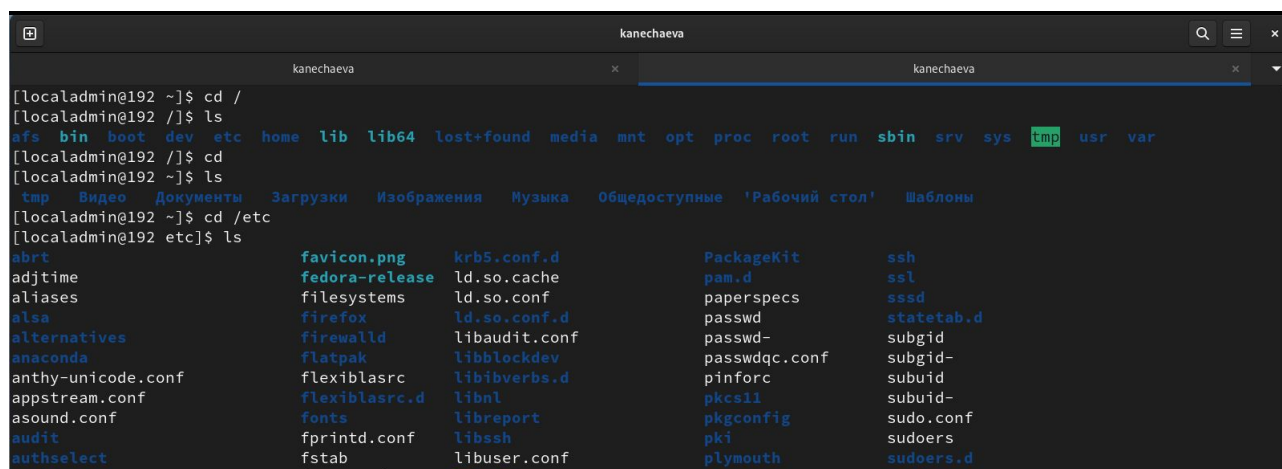 kanechaeva
kanechaeva kanechaeva
[localadmin@192 ~]$ cd /
[localadmin@192 /]$ ls
afs bin boot dev etc home lib lib64 lost+found media mnt opt proc root run sbin srv sys tmp usr var
[localadmin@192 /]$ cd
[localadmin@192 ~]$ ls
tmp Видео Документы Загрузки Изображения Музыка Общедоступные 'Рабочий стол' Шаблоны
[localadmin@192 ~]$ cd /etc
[localadmin@192 etc]$ ls
abrt favicon.png krb5.conf.d PackageKit ssh
adjtime fedora-release ld.so.cache pam.d ssl
aliases filesystems ld.so.conf paperspecs sssd
alsa firefox ld.so.conf.d passwd statetab.d
alternatives firewalld libaudit.conf passwd- subgid
anaconda flatpak libblockdev passwdqc.conf subgid-
anthy-unicode.conf flexiblasrc libibverbs.d pinforc subuid
appstream.conf flexiblasrc.d libnl pkcs11 subuid-
asound.conf fonts libreport pkgconfig sudo.conf
audit fprintd.conf libssh pki sudoers
authselect fstab libuser.conf plymouth sudoers.d